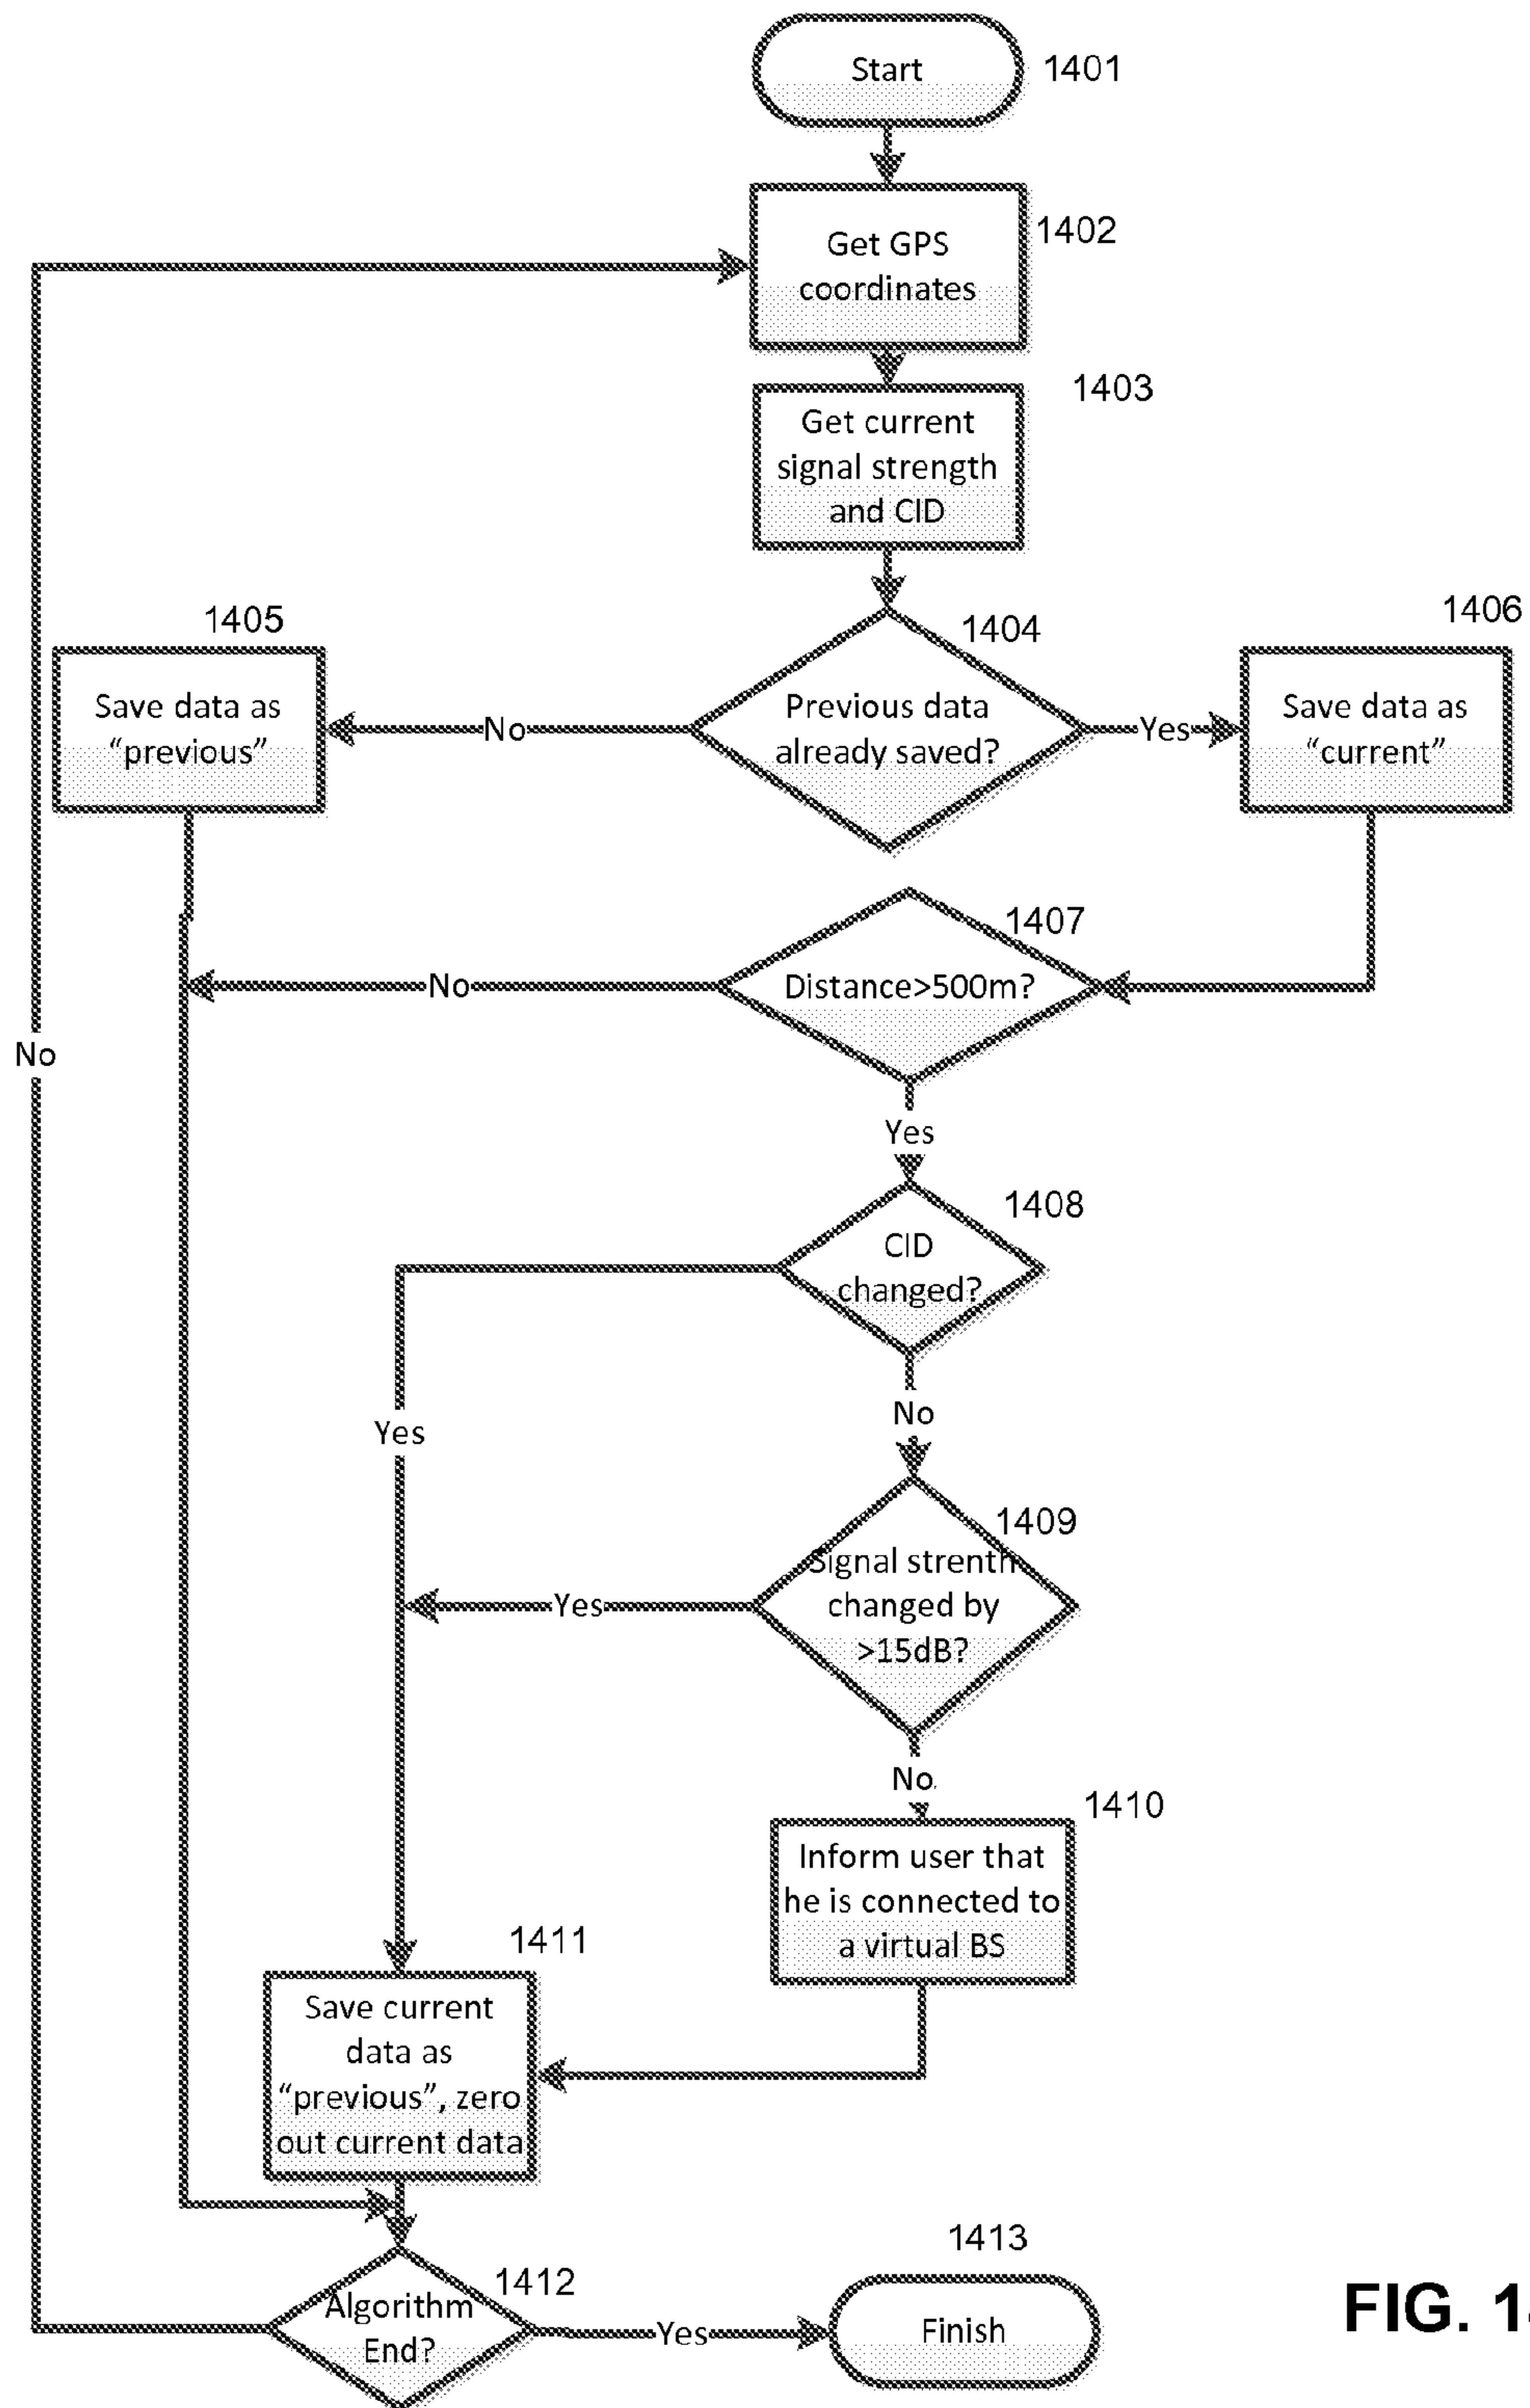 Start
1401
Get GPS
coordinates
1402
Get current
signal strength
and CID
1403
1404
Previous data
already saved?
No
Yes
1405
Save data as
“previous”
1406
Save data as
“current”
1407
Distance>500m?
No
Yes
No
1408
CID
changed?
Yes
No
1409
Signal strenth
changed by
>15dB?
Yes
No
1410
Inform user that
he is connected to
a virtual BS
1411
Save current
data as
“previous”, zero
out current data
1412
Algorithm
End?
Yes
1413
Finish
FIG. 14